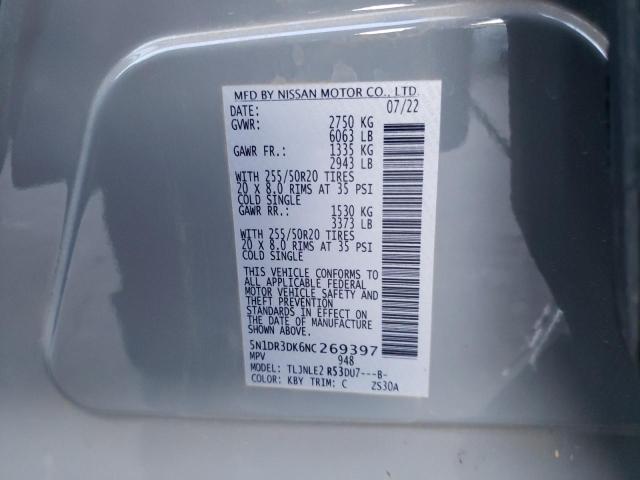 MFD BY NISSAN MOTOR CO., LTD.
DATE: 07/22
GVWR: 2750 KG
6063 LB
GAWR FR.: 1335 KG
2943 LB
WITH 255/50R20 TIRES
20 X 8.0 RIMS AT 35 PSI
COLD SINGLE
GAWR RR.: 1530 KG
3373 LB
WITH 255/50R20 TIRES
20 X 8.0 RIMS AT 35 PSI
COLD SINGLE
THIS VEHICLE CONFORMS TO
ALL APPLICABLE FEDERAL
MOTOR VEHICLE SAFETY AND
THEFT PREVENTION
STANDARDS IN EFFECT ON
THE DATE OF MANUFACTURE
SHOWN ABOVE.
5N1DR3DK6NC269397
MPV 948
MODEL: TLJNLE2 R53DU7---B-
COLOR: KBY TRIM: C ZS30A